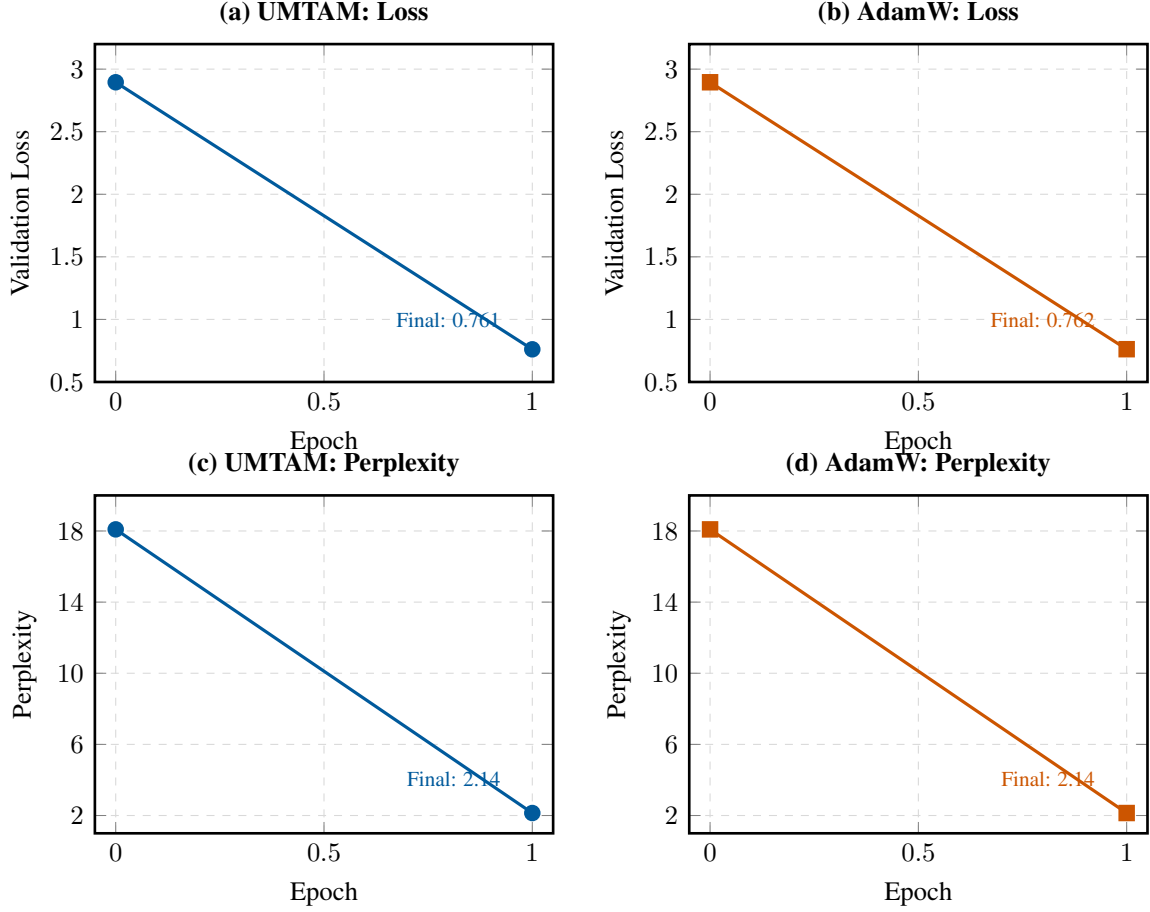 (a) UMTAM: Loss
3
2.5
2
1.5
1
0.5
Validation Loss
Final: 0.761
0
0.5
1
Epoch
(b) AdamW: Loss
3
2.5
2
1.5
1
0.5
Validation Loss
Final: 0.762
0
0.5
1
Epoch
(c) UMTAM: Perplexity
18
14
10
6
2
Perplexity
Final: 2.14
0
0.5
1
Epoch
(d) AdamW: Perplexity
18
14
10
6
2
Perplexity
Final: 2.14
0
0.5
1
Epoch